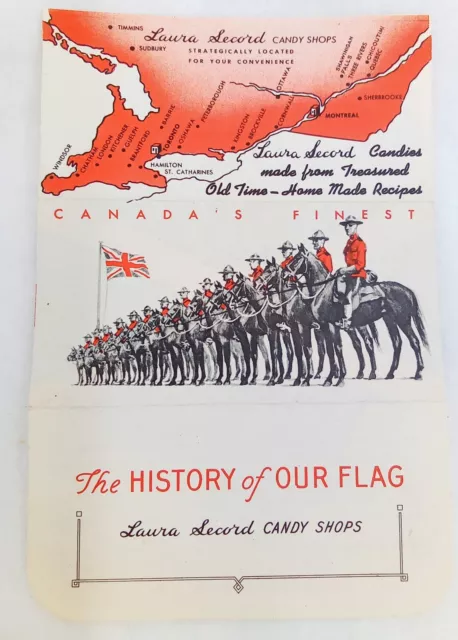 TIMMINS
SUDBURY
Laura Secord CANDY SHOPS
STRATEGICALLY LOCATED
FOR YOUR CONVENIENCE
OTTAWA
SHAWINIGAN FALLS
THREE RIVERS
CHICOUTIMI
QUEBEC
SHERBROOKE
MONTREAL
CORNWALL
BROCKVILLE
KINGSTON
PETERBOROUGH
OSHAWA
BARRIE
TORONTO
GUELPH
BRANTFORD
KITCHENER
LONDON
CHATHAM
WINDSOR
HAMILTON
ST. CATHARINES
Laura Secord Candies
made from Treasured
Old Time - Home Made Recipes
CANADA'S FINEST
The HISTORY of OUR FLAG
Laura Secord CANDY SHOPS